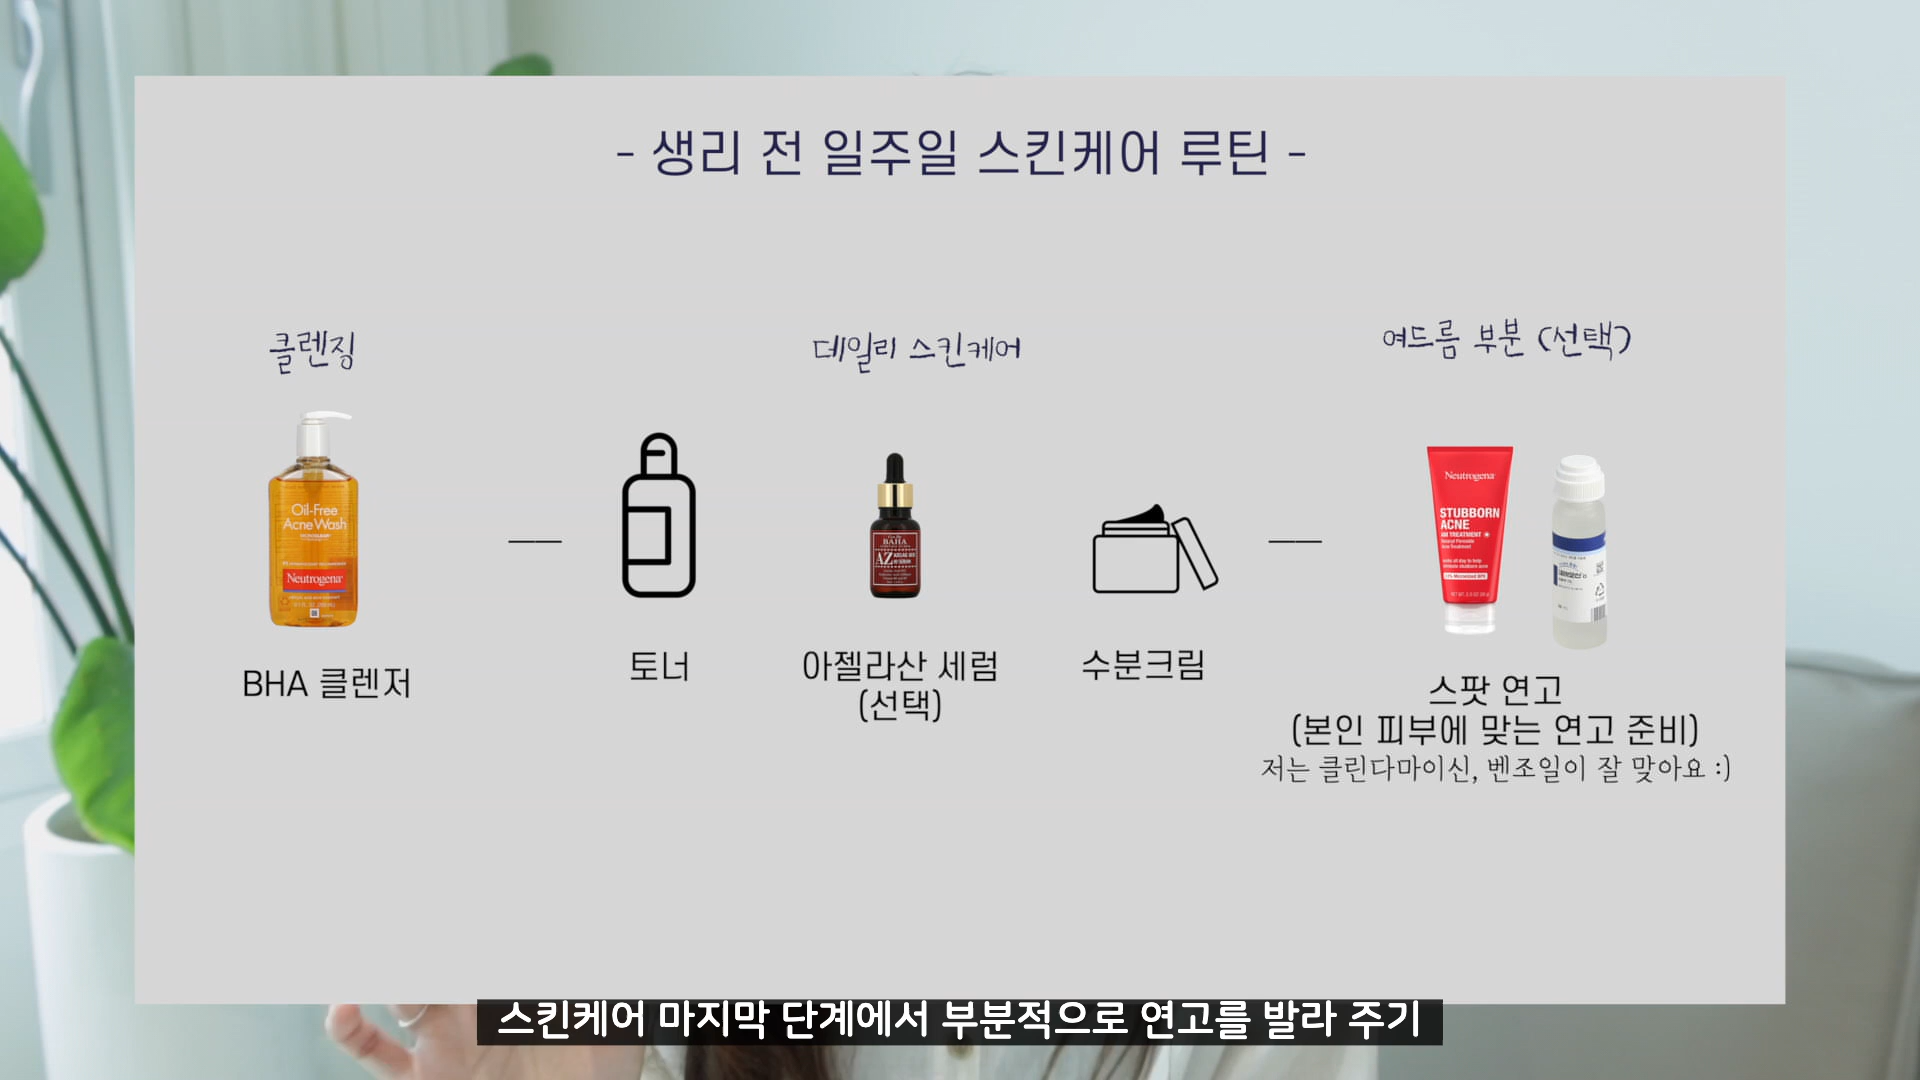 - 생리 전 일주일 스킨케어 루틴 -
클렌징
데일리 스킨케어
여드름 부분 (선택)
Oil-Free
Acne Wash
Neutrogena
BAHA
AZ
Neutrogena
STUBBORN
ACNE
AM TREATMENT
BHA 클렌저
토너
아젤라산 세럼
(선택)
수분크림
스팟 연고
(본인 피부에 맞는 연고 준비)
저는 클린다마이신, 벤조일이 잘 맞아요 :)
스킨케어 마지막 단계에서 부분적으로 연고를 발라 주기